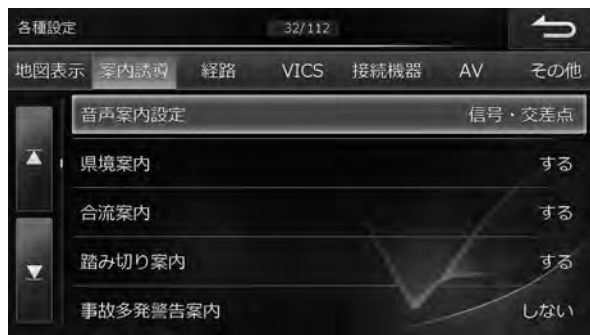 各種設定 32/112
地図表示 案内誘導 経路 VICS 接続機器 AV その他
音声案内設定 信号・交差点
県境案内 する
合流案内 する
踏み切り案内 する
事故多発警告案内 しない